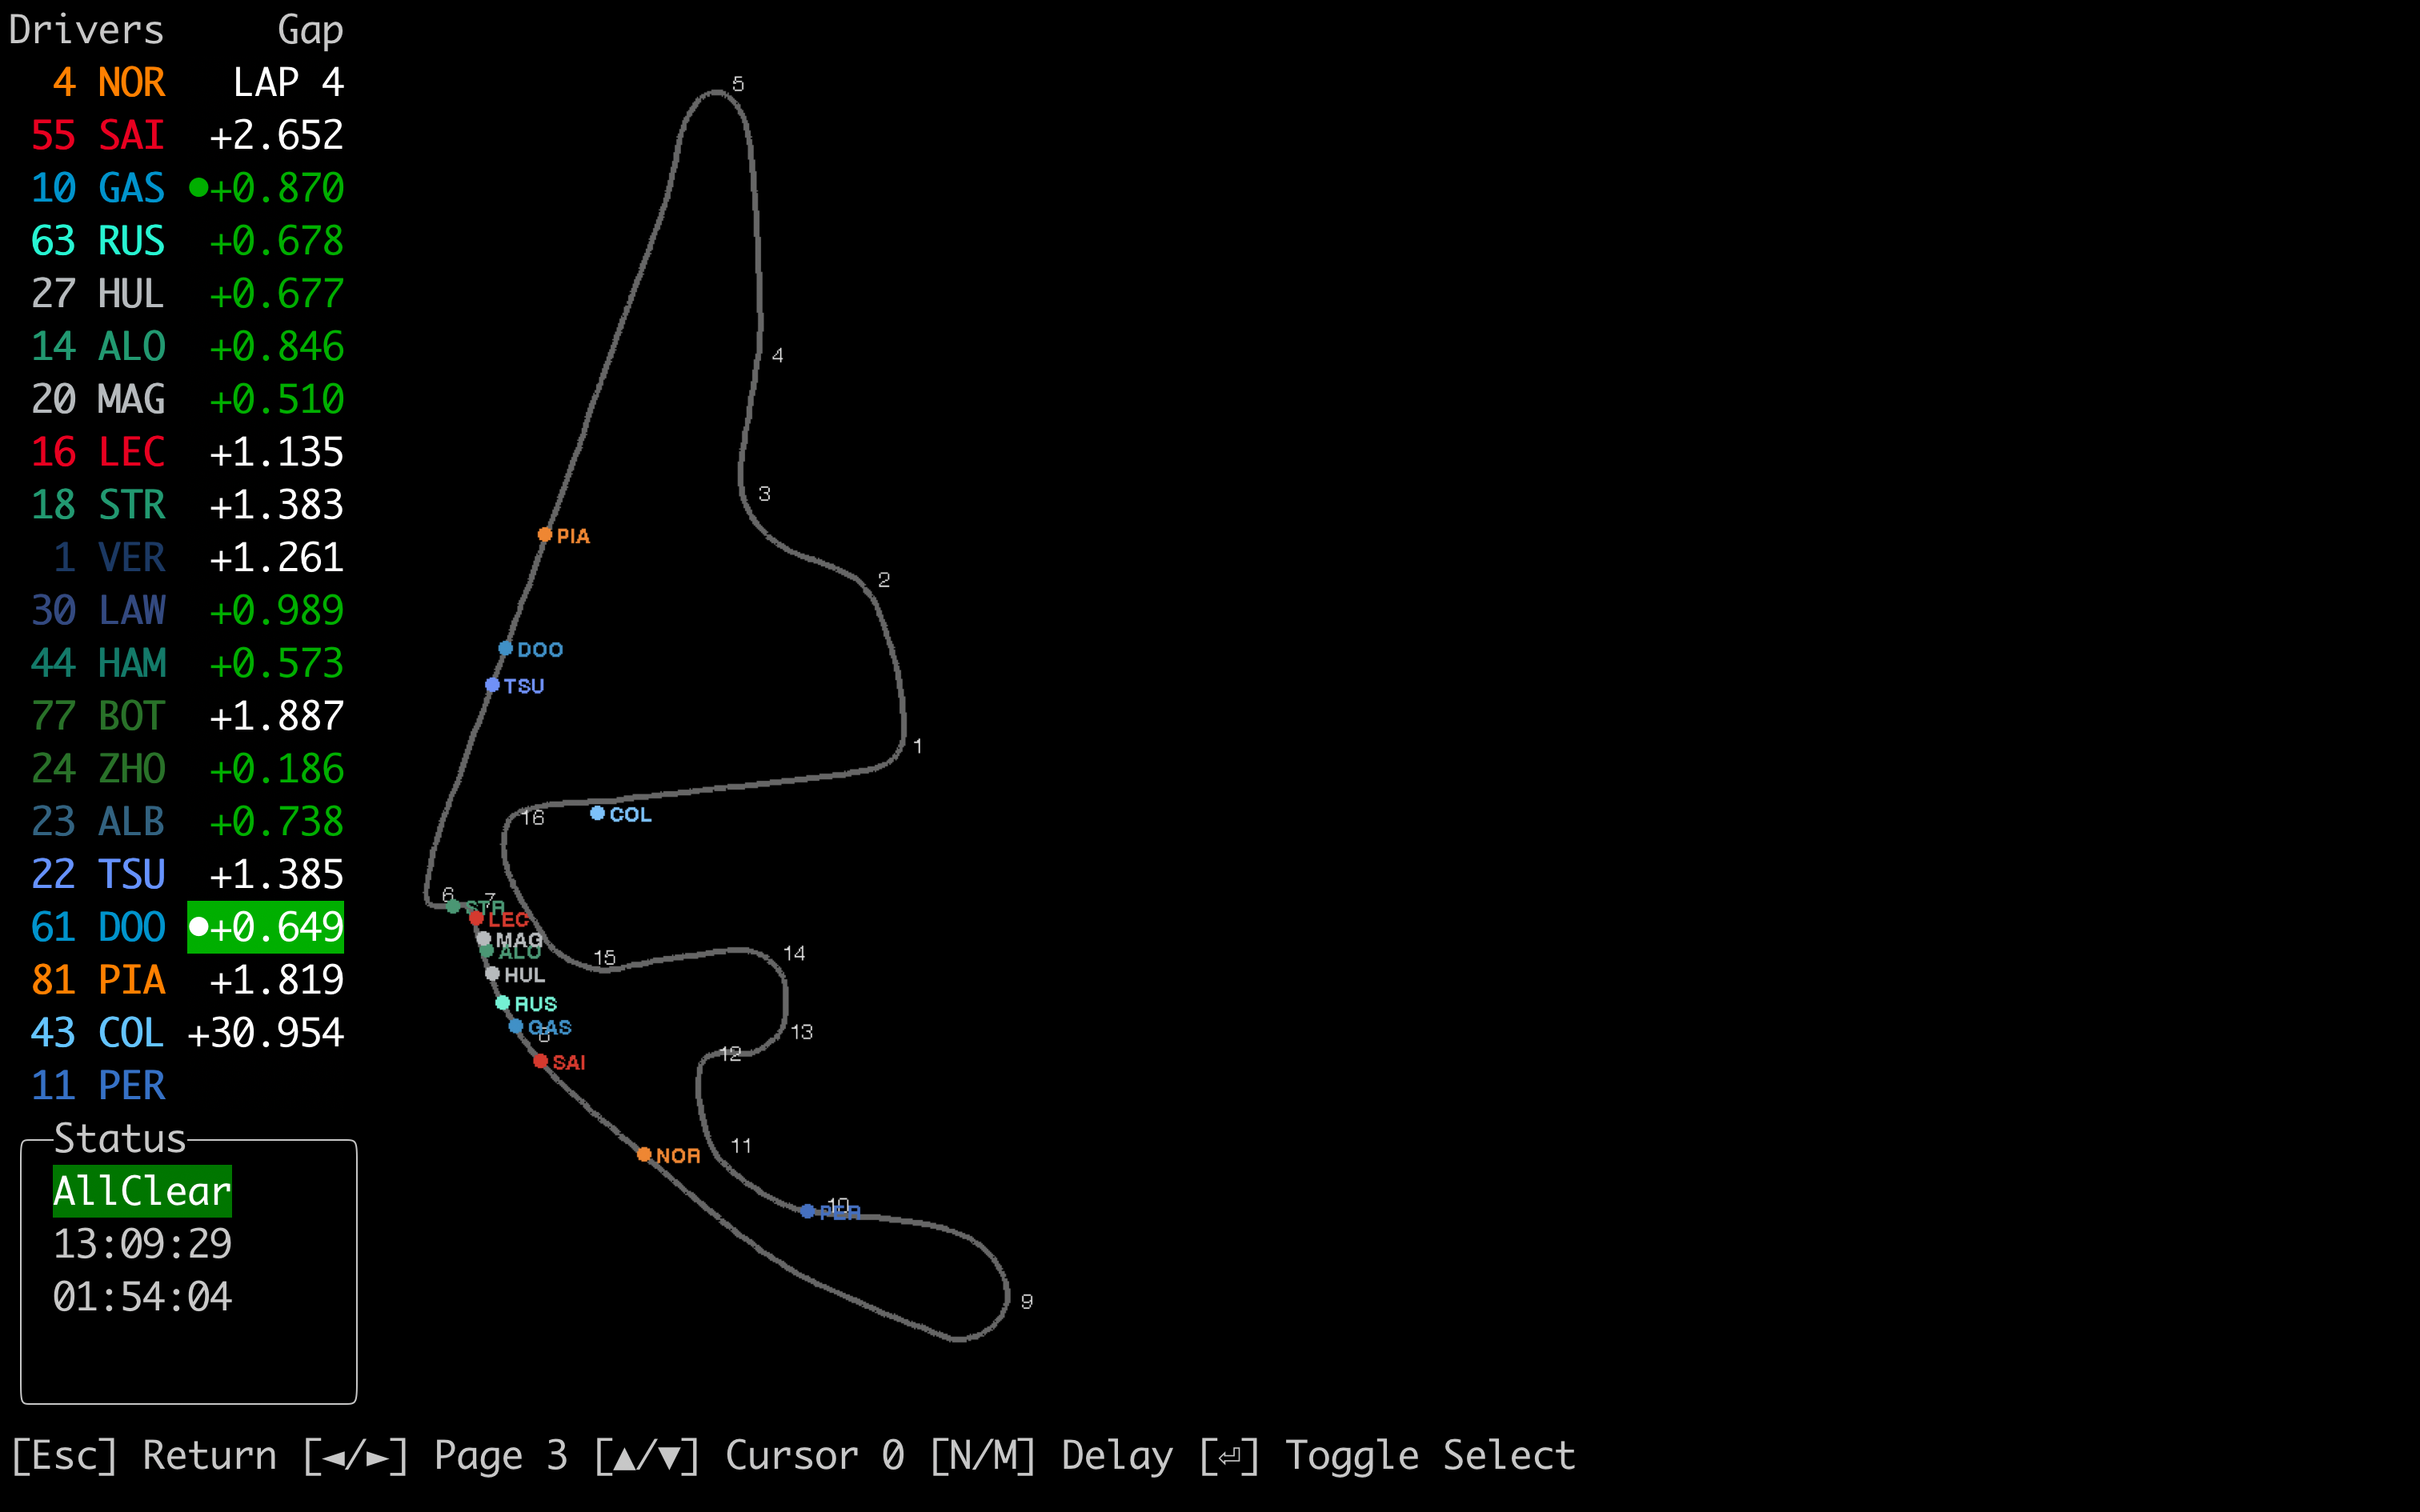 Drivers Gap
4 NOR LAP 4
55 SAI +2.652
10 GAS ●+0.870
63 RUS +0.678
27 HUL +0.677
14 ALO +0.846
20 MAG +0.510
16 LEC +1.135
18 STR +1.383
1 VER +1.261
30 LAW +0.989
44 HAM +0.573
77 BOT +1.887
24 ZHO +0.186
23 ALB +0.738
22 TSU +1.385
61 DOO ●+0.649
81 PIA +1.819
43 COL +30.954
11 PER
Status
AllClear
13:09:29
01:54:04
5
4
3
PIA
2
DOO
TSU
1
COL
16
6
7
STR
LEC
MAG
ALO
14
15
HUL
RUS
GAS
13
8
12
SAI
11
NOR
10
PER
9
[Esc] Return [◄/►] Page 3 [▲/▼] Cursor 0 [N/M] Delay [⏎] Toggle Select